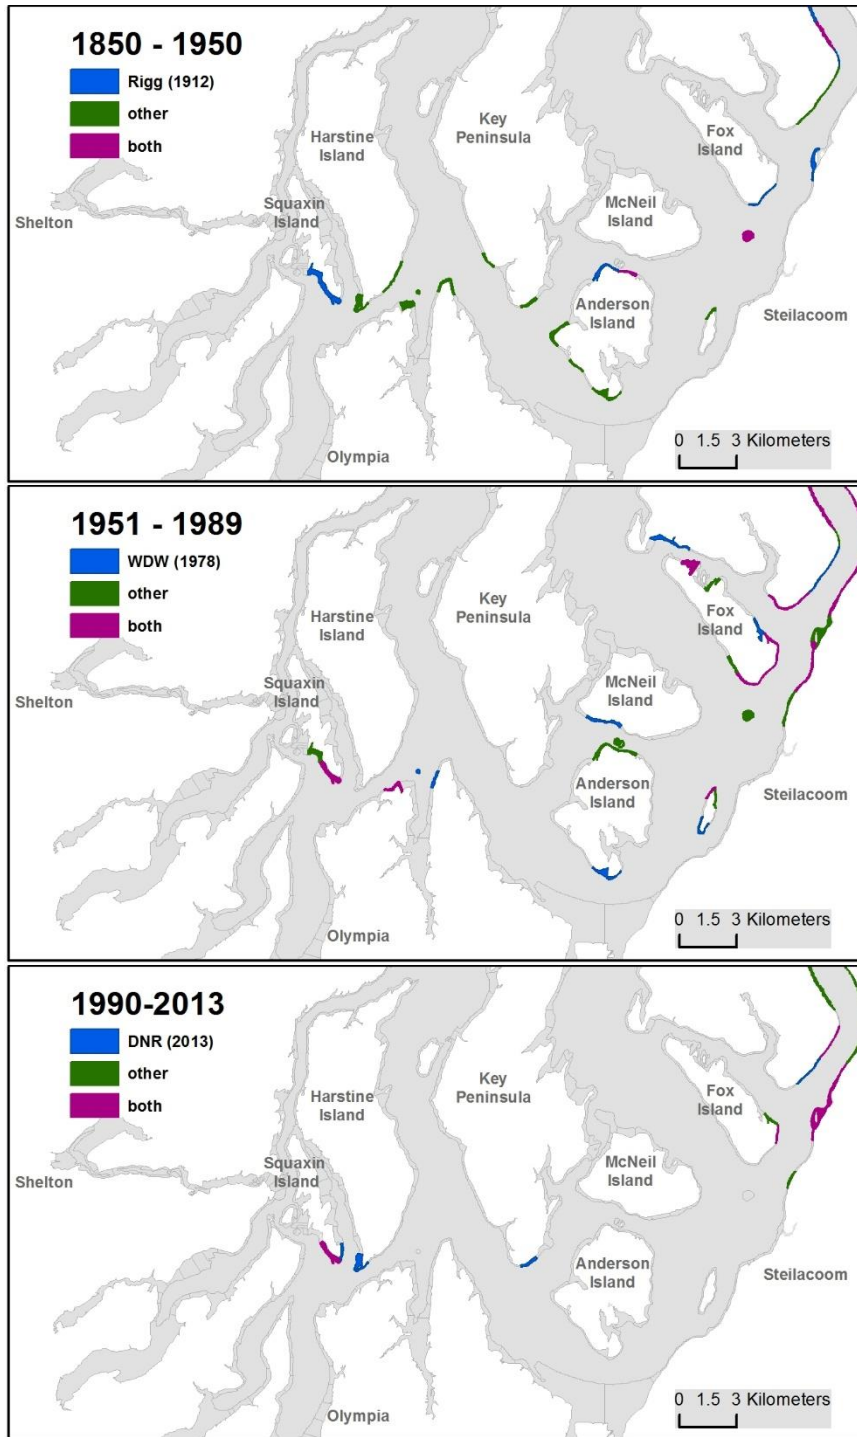 1850 - 1950
Rigg (1912)
other
both
Harstine
Island
Key
Peninsula
Fox
Island
Squaxin
Island
Shelton
McNeil
Island
Anderson
Island
Steilacoom
Olympia
0 1.5 3 Kilometers
1951 - 1989
WDW (1978)
other
both
Harstine
Island
Key
Peninsula
Fox
Island
Squaxin
Island
Shelton
McNeil
Island
Anderson
Island
Steilacoom
Olympia
0 1.5 3 Kilometers
1990-2013
DNR (2013)
other
both
Harstine
Island
Key
Peninsula
Fox
Island
Squaxin
Island
Shelton
McNeil
Island
Anderson
Island
Steilacoom
Olympia
0 1.5 3 Kilometers